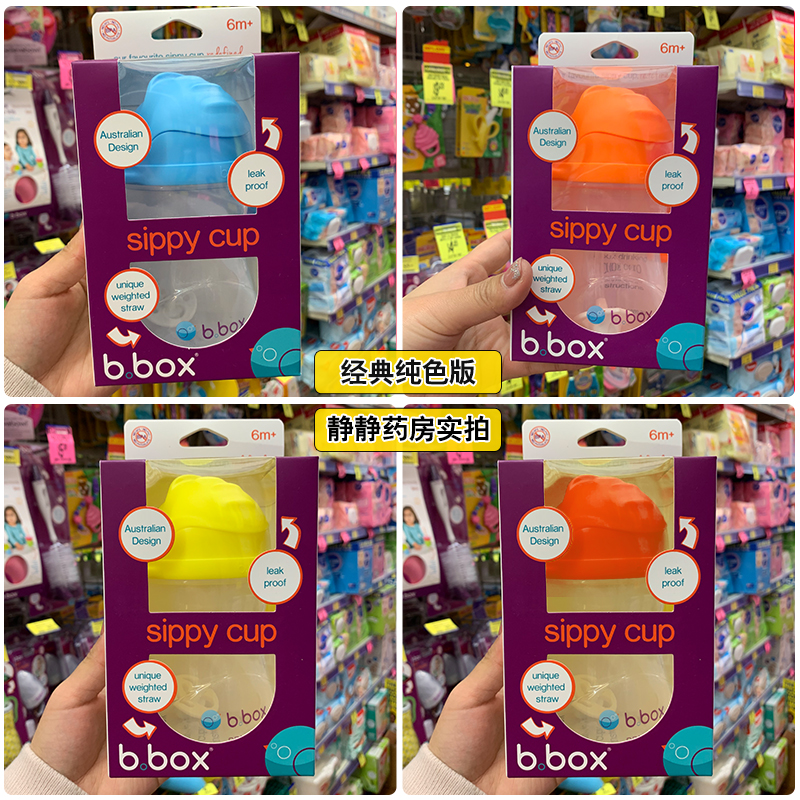 6m+
Australian
Design
leak
proof
sippy cup
unique
weighted
straw
b box
b.box®
6m+
Australian
Design
leak
proof
sippy cup
unique
weighted
straw
b box
b.box®
经典纯色版
静静药房实拍
6m+
Australian
Design
leak
proof
sippy cup
unique
weighted
straw
b box
b.box®
6m+
Australian
Design
leak
proof
sippy cup
unique
weighted
straw
b box
b.box®